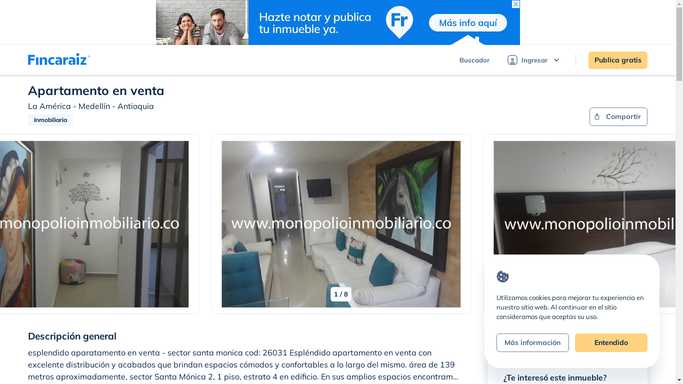 Hazte notar y publica
tu inmueble ya.
Fr
Más info aquí
Fincaraiz
Buscador
Ingresar
Publica gratis
Apartamento en venta
La América - Medellín - Antioquia
Inmobiliaria
Compartir
www.monopolioinmobiliario.co
www.monopolioinmobiliario.co
www.monopolioinmobiliario.co
1 / 8
Utilizamos cookies para mejorar tu experiencia en
nuestro sitio web. Al continuar en el sitio
consideramos que aceptas su uso.
Más información
Entendido
Descripción general
esplendido aparatamento en venta - sector santa monica cod: 26031 Espléndido apartamento en venta con
excelente distribución y acabados que brindan espacios cómodos y confortables a lo largo del mismo. área de 139
metros aproximadamente, sector Santa Mónica 2, 1 piso, estrato 4 en edificio. En sus amplios espacios encontram...
¿Te interesó este inmueble?